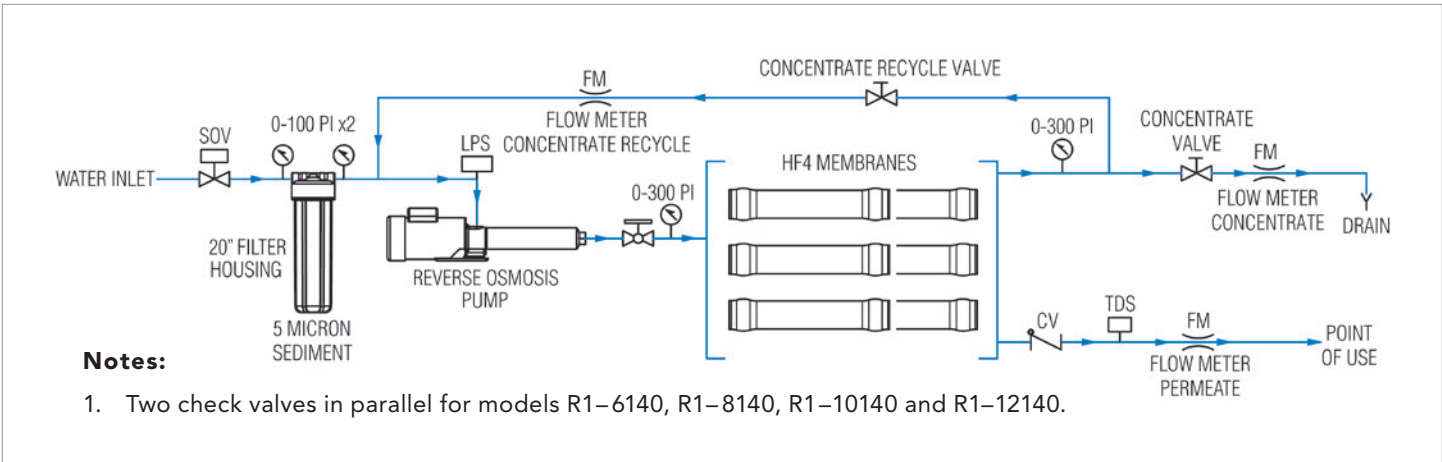 CONCENTRATE RECYCLE VALVE
FM
FLOW METER
CONCENTRATE RECYCLE
SOV
0-100 PI x2
LPS
WATER INLET
20” FILTER
HOUSING
5 MICRON
SEDIMENT
REVERSE OSMOSIS
PUMP
0-300 PI
HF4 MEMBRANES
0-300 PI
CONCENTRATE
VALVE
FM
FLOW METER
CONCENTRATE
DRAIN
CV
TDS
FM
FLOW METER
PERMEATE
POINT
OF USE
Notes:
1. Two check valves in parallel for models R1–6140, R1–8140, R1–10140 and R1–12140.